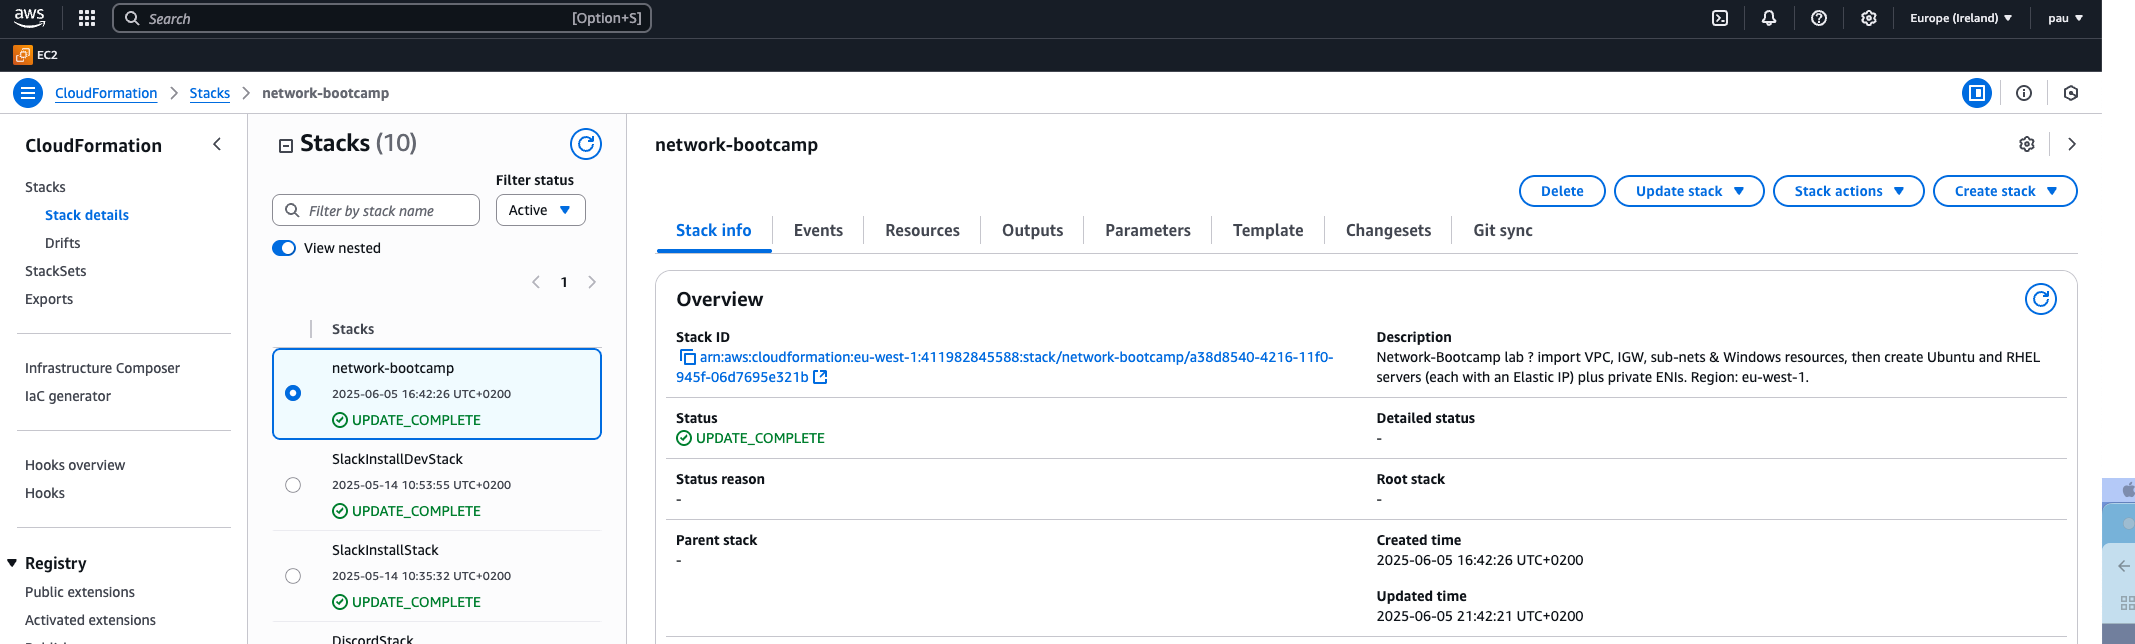 aws
Search
[Option+S]
Europe (Ireland)
pau
EC2
CloudFormation
Stacks
network-bootcamp
CloudFormation
Stacks
Stack details
Drifts
StackSets
Exports
Infrastructure Composer
IaC generator
Hooks overview
Hooks
Registry
Public extensions
Activated extensions
Stacks (10)
Filter status
Filter by stack name
Active
View nested
1
Stacks
network-bootcamp
2025-06-05 16:42:26 UTC+0200
UPDATE_COMPLETE
SlackInstallDevStack
2025-05-14 10:53:55 UTC+0200
UPDATE_COMPLETE
SlackInstallStack
2025-05-14 10:35:32 UTC+0200
UPDATE_COMPLETE
DiscordStack
network-bootcamp
Delete
Update stack
Stack actions
Create stack
Stack info
Events
Resources
Outputs
Parameters
Template
Changesets
Git sync
Overview
Stack ID
arn:aws:cloudformation:eu-west-1:411982845588:stack/network-bootcamp/a38d8540-4216-11f0-
945f-06d7695e321b
Description
Network-Bootcamp lab ? import VPC, IGW, sub-nets & Windows resources, then create Ubuntu and RHEL
servers (each with an Elastic IP) plus private ENIs. Region: eu-west-1.
Status
UPDATE_COMPLETE
Detailed status
-
Status reason
-
Root stack
-
Parent stack
-
Created time
2025-06-05 16:42:26 UTC+0200
Updated time
2025-06-05 21:42:21 UTC+0200